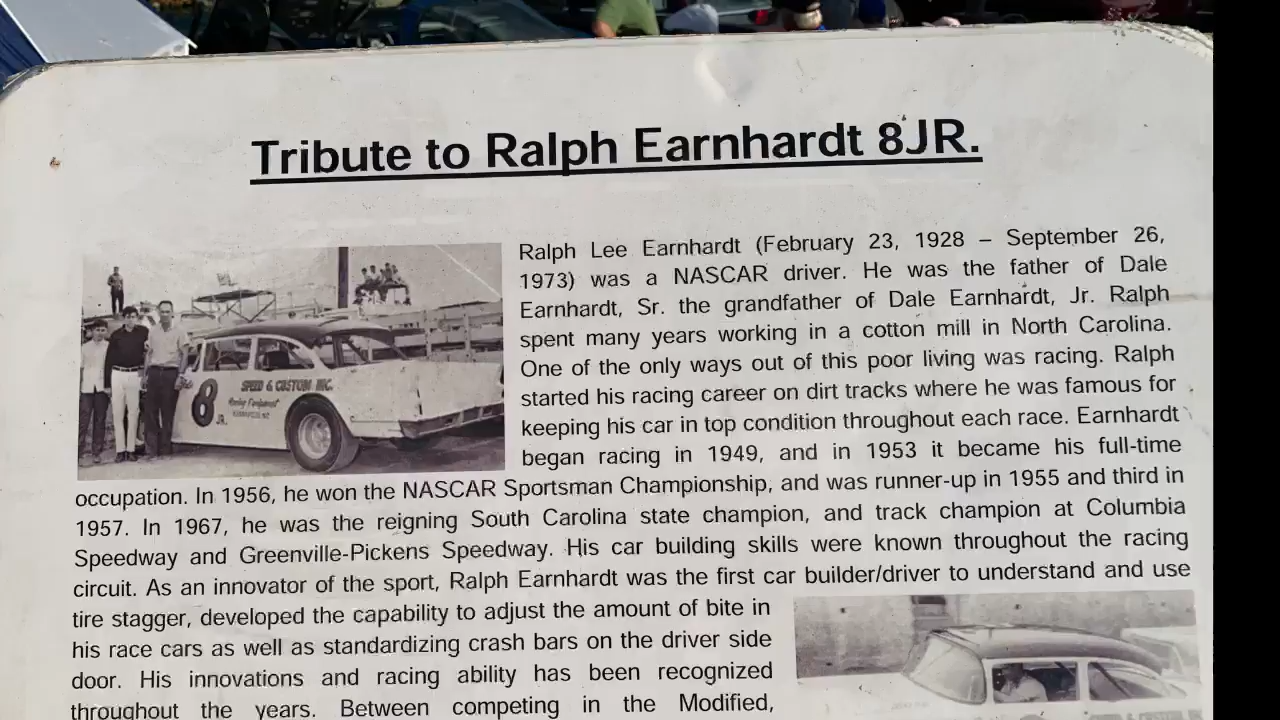 Tribute to Ralph Earnhardt 8JR.
Ralph Lee Earnhardt (February 23, 1928 – September 26,
1973) was a NASCAR driver. He was the father of Dale
Earnhardt, Sr. the grandfather of Dale Earnhardt, Jr. Ralph
spent many years working in a cotton mill in North Carolina.
One of the only ways out of this poor living was racing. Ralph
started his racing career on dirt tracks where he was famous for
keeping his car in top condition throughout each race. Earnhardt
began racing in 1949, and in 1953 it became his full-time
occupation. In 1956, he won the NASCAR Sportsman Championship, and was runner-up in 1955 and third in
1957. In 1967, he was the reigning South Carolina state champion, and track champion at Columbia
Speedway and Greenville-Pickens Speedway. His car building skills were known throughout the racing
circuit. As an innovator of the sport, Ralph Earnhardt was the first car builder/driver to understand and use
tire stagger, developed the capability to adjust the amount of bite in
his race cars as well as standardizing crash bars on the driver side
door. His innovations and racing ability has been recognized
throughout the years. Between competing in the Modified,
8 JR.
SPEED & CUSTOM INC.
Racing Equipment
KANNAPOLIS, NC